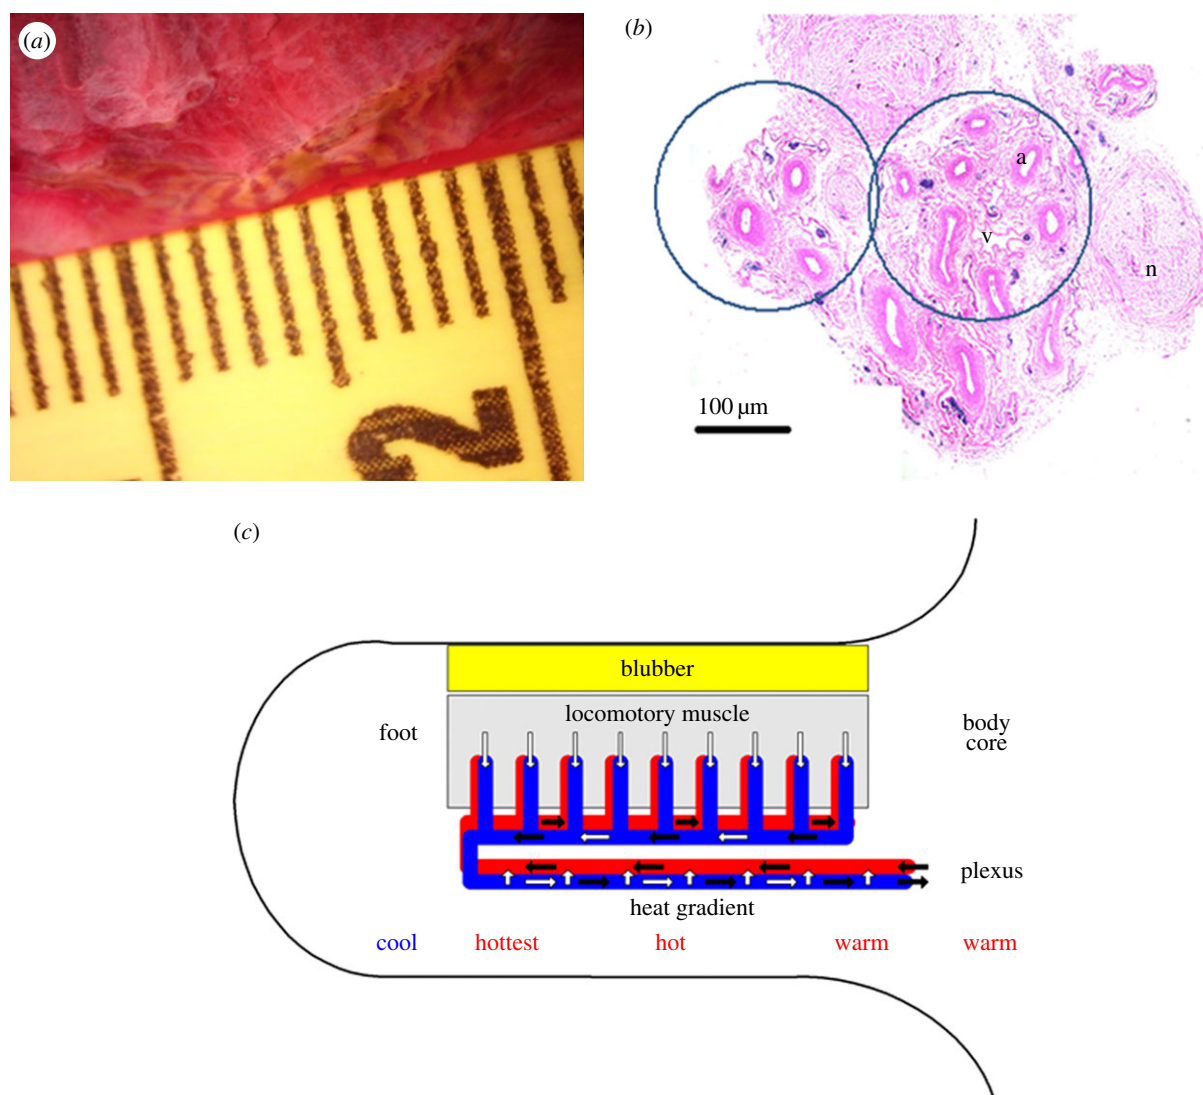 (a)
2
(b)
a
v
n
100 µm
(c)
blubber
locomotory muscle
foot
body
core
plexus
heat gradient
cool hottest hot warm warm